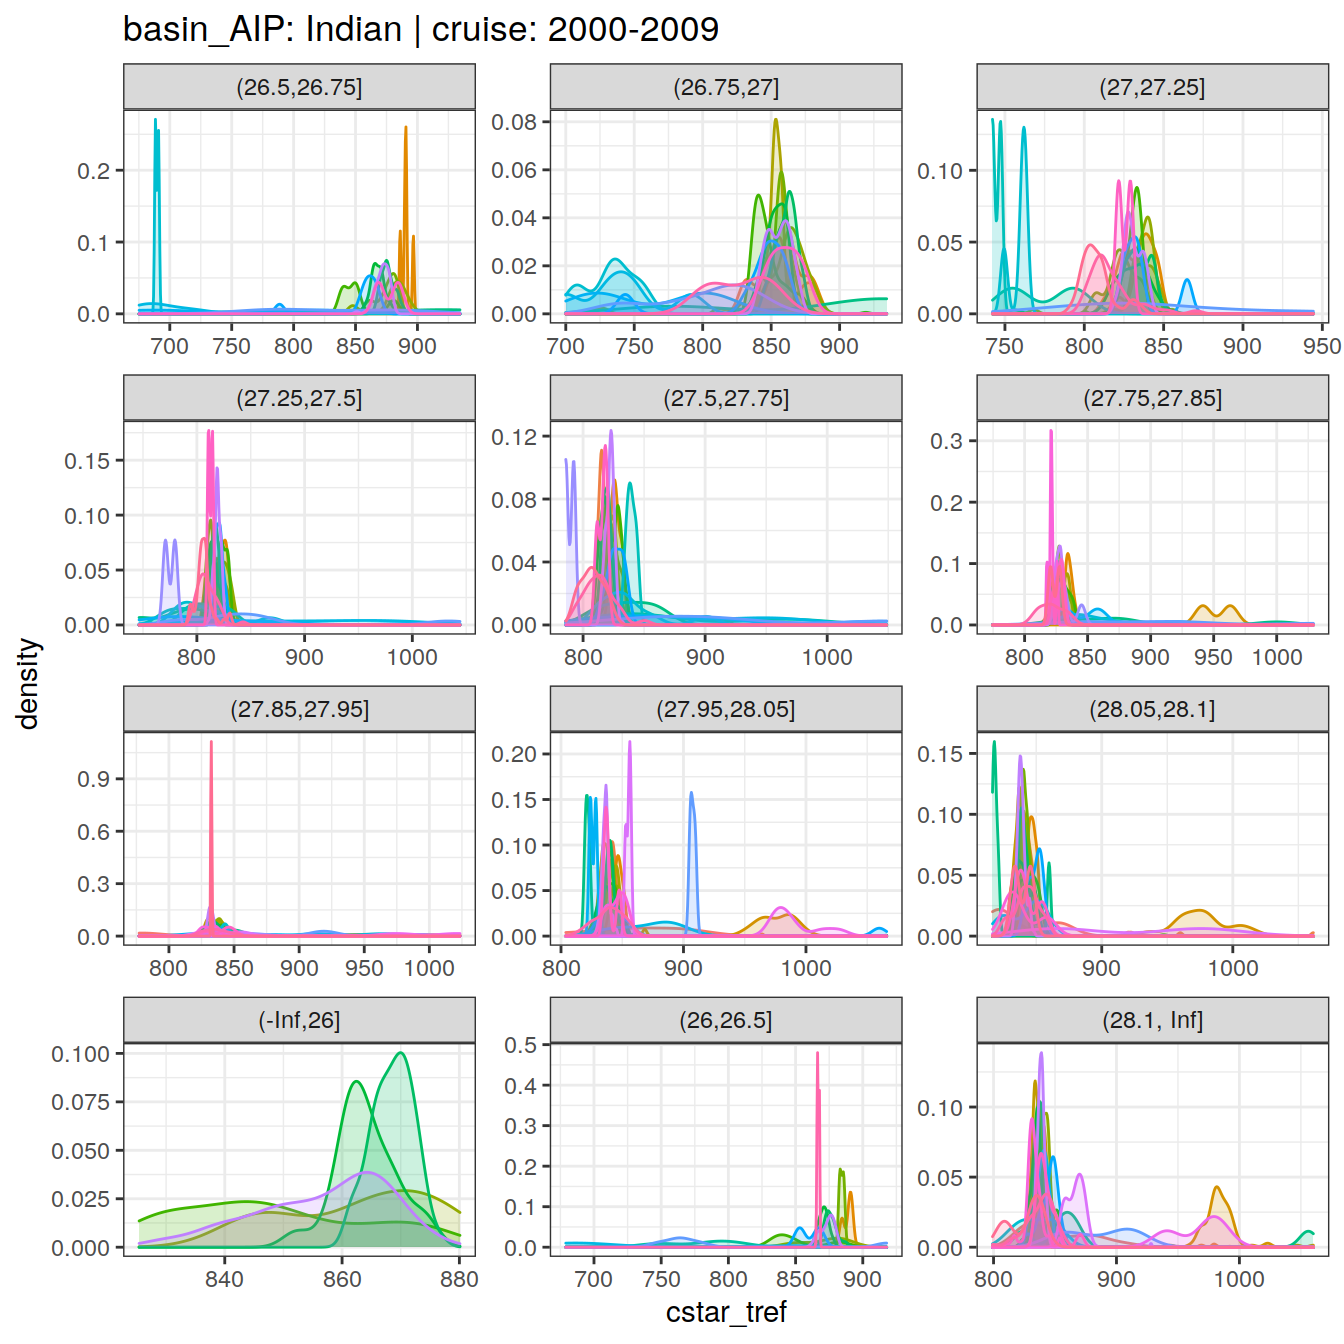 basin_AIP: Indian | cruise: 2000-2009
(26.5,26.75] (26.75,27] (27,27.25]
0.2 0.1 0.0
0.08 0.06 0.04 0.02 0.00
0.10 0.05 0.00
700 750 800 850 900
700 750 800 850 900
750 800 850 900 950
(27.25,27.5] (27.5,27.75] (27.75,27.85]
0.15 0.10 0.05 0.00
0.12 0.08 0.04 0.00
0.3 0.2 0.1 0.0
800 900 1000
800 900 1000
800 850 900 950 1000
density
(27.85,27.95] (27.95,28.05] (28.05,28.1]
0.9 0.6 0.3 0.0
0.20 0.15 0.10 0.05 0.00
0.15 0.10 0.05 0.00
800 850 900 950 1000
800 900 1000
900 1000
(-Inf,26] (26,26.5] (28.1, Inf]
0.100 0.075 0.050 0.025 0.000
0.5 0.4 0.3 0.2 0.1 0.0
0.10 0.05 0.00
840 860 880
700 750 800 850 900
800 900 1000
cstar_tref